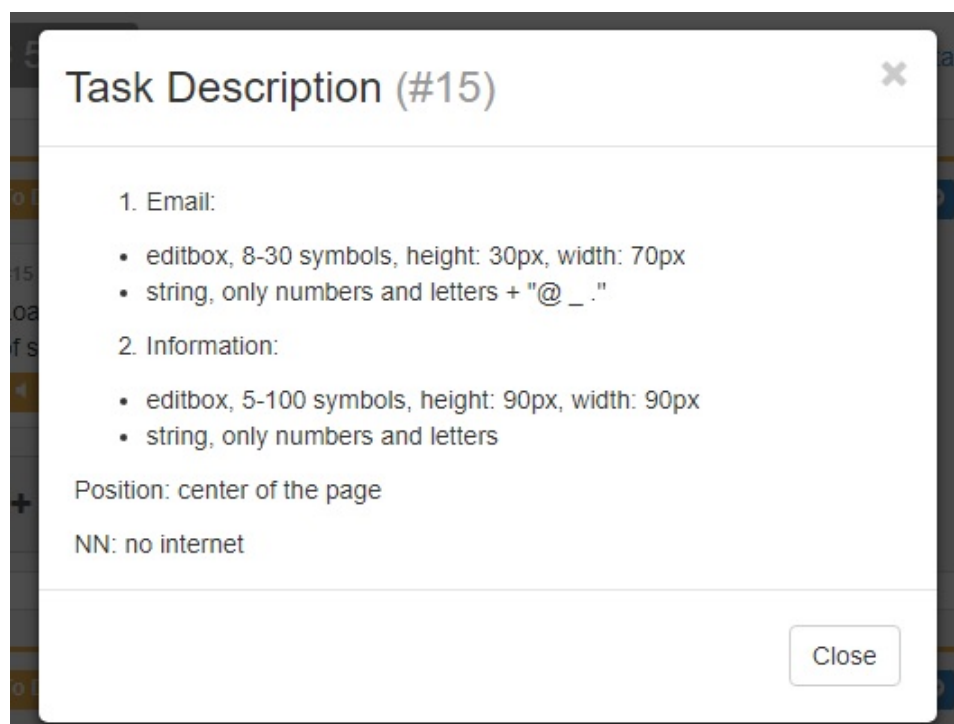 Task Description (#15)
×
1. Email:
• editbox, 8-30 symbols, height: 30px, width: 70px
• string, only numbers and letters + "@ _ ."
2. Information:
• editbox, 5-100 symbols, height: 90px, width: 90px
• string, only numbers and letters
Position: center of the page
NN: no internet
Close